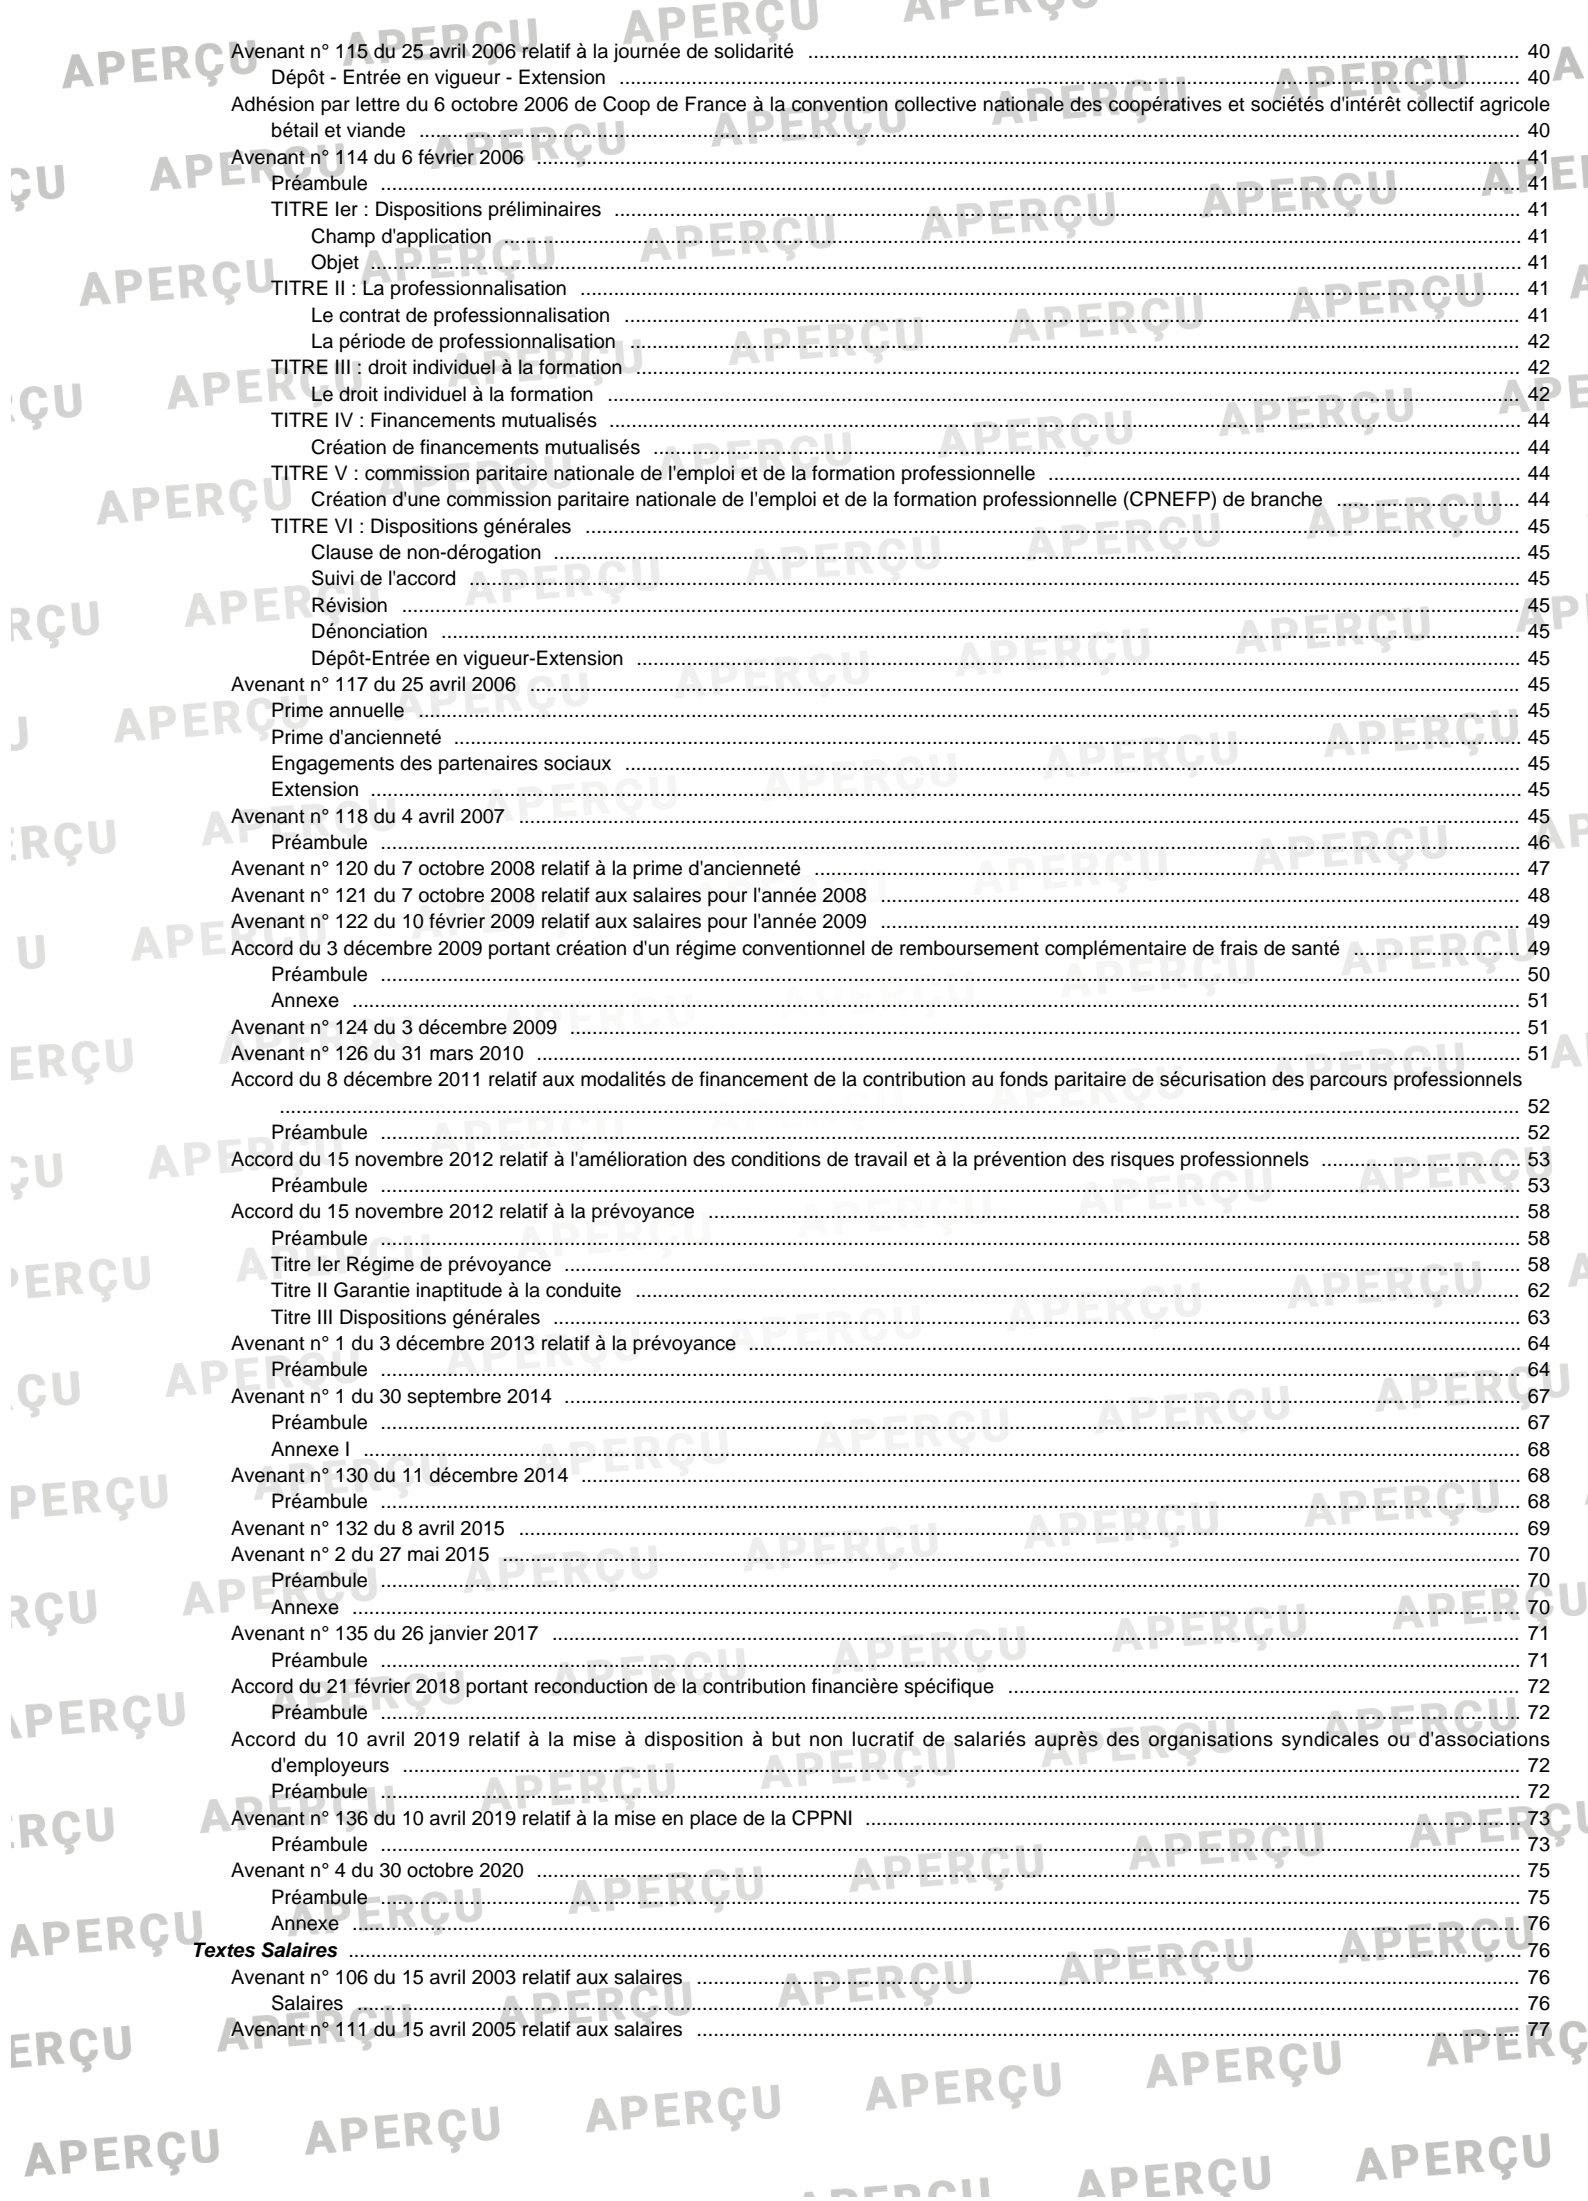 Avenant n° 115 du 25 avril 2006 relatif à la journée de solidarité ........ 40
Dépôt - Entrée en vigueur - Extension ........ 40
Adhésion par lettre du 6 octobre 2006 de Coop de France à la convention collective nationale des coopératives et sociétés d'intérêt collectif agricole
bétail et viande ........ 40
Avenant n° 114 du 6 février 2006 ........ 41
Préambule ........ 41
TITRE Ier : Dispositions préliminaires ........ 41
Champ d'application ........ 41
Objet ........ 41
TITRE II : La professionnalisation ........ 41
Le contrat de professionnalisation ........ 41
La période de professionnalisation ........ 42
TITRE III : droit individuel à la formation ........ 42
Le droit individuel à la formation ........ 42
TITRE IV : Financements mutualisés ........ 44
Création de financements mutualisés ........ 44
TITRE V : commission paritaire nationale de l'emploi et de la formation professionnelle ........ 44
Création d'une commission paritaire nationale de l'emploi et de la formation professionnelle (CPNEFP) de branche ........ 44
TITRE VI : Dispositions générales ........ 45
Clause de non-dérogation ........ 45
Suivi de l'accord ........ 45
Révision ........ 45
Dénonciation ........ 45
Dépôt-Entrée en vigueur-Extension ........ 45
Avenant n° 117 du 25 avril 2006 ........ 45
Prime annuelle ........ 45
Prime d'ancienneté ........ 45
Engagements des partenaires sociaux ........ 45
Extension ........ 45
Avenant n° 118 du 4 avril 2007 ........ 45
Préambule ........ 46
Avenant n° 120 du 7 octobre 2008 relatif à la prime d'ancienneté ........ 47
Avenant n° 121 du 7 octobre 2008 relatif aux salaires pour l'année 2008 ........ 48
Avenant n° 122 du 10 février 2009 relatif aux salaires pour l'année 2009 ........ 49
Accord du 3 décembre 2009 portant création d'un régime conventionnel de remboursement complémentaire de frais de santé ........ 49
Préambule ........ 50
Annexe ........ 51
Avenant n° 124 du 3 décembre 2009 ........ 51
Avenant n° 126 du 31 mars 2010 ........ 51
Accord du 8 décembre 2011 relatif aux modalités de financement de la contribution au fonds paritaire de sécurisation des parcours professionnels
........ 52
Préambule ........ 52
Accord du 15 novembre 2012 relatif à l'amélioration des conditions de travail et à la prévention des risques professionnels ........ 53
Préambule ........ 53
Accord du 15 novembre 2012 relatif à la prévoyance ........ 58
Préambule ........ 58
Titre Ier Régime de prévoyance ........ 58
Titre II Garantie inaptitude à la conduite ........ 62
Titre III Dispositions générales ........ 63
Avenant n° 1 du 3 décembre 2013 relatif à la prévoyance ........ 64
Préambule ........ 64
Avenant n° 1 du 30 septembre 2014 ........ 67
Préambule ........ 67
Annexe I ........ 68
Avenant n° 130 du 11 décembre 2014 ........ 68
Préambule ........ 68
Avenant n° 132 du 8 avril 2015 ........ 69
Avenant n° 2 du 27 mai 2015 ........ 70
Préambule ........ 70
Annexe ........ 70
Avenant n° 135 du 26 janvier 2017 ........ 71
Préambule ........ 71
Accord du 21 février 2018 portant reconduction de la contribution financière spécifique ........ 72
Préambule ........ 72
Accord du 10 avril 2019 relatif à la mise à disposition à but non lucratif de salariés auprès des organisations syndicales ou d'associations
d'employeurs ........ 72
Préambule ........ 72
Avenant n° 136 du 10 avril 2019 relatif à la mise en place de la CPPNI ........ 73
Préambule ........ 73
Avenant n° 4 du 30 octobre 2020 ........ 75
Préambule ........ 75
Annexe ........ 76
Textes Salaires ........ 76
Avenant n° 106 du 15 avril 2003 relatif aux salaires ........ 76
Salaires ........ 76
Avenant n° 111 du 15 avril 2005 relatif aux salaires ........ 77
APERÇU